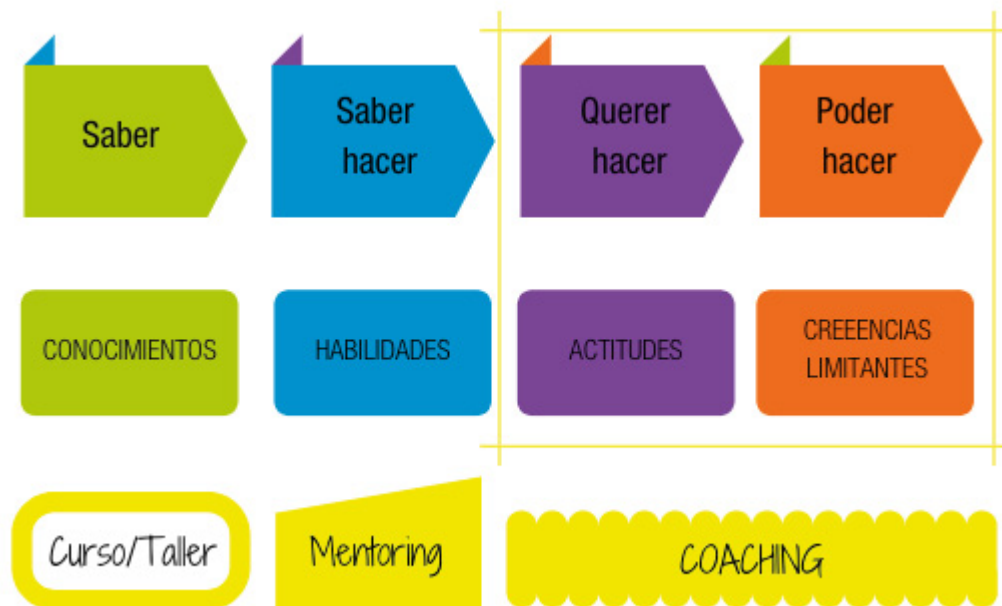 Saber
Saber
hacer
Querer
hacer
Poder
hacer
CONOCIMIENTOS
HABILIDADES
ACTITUDES
CREEENCIAS
LIMITANTES
Curso/Taller
Mentoring
COACHING